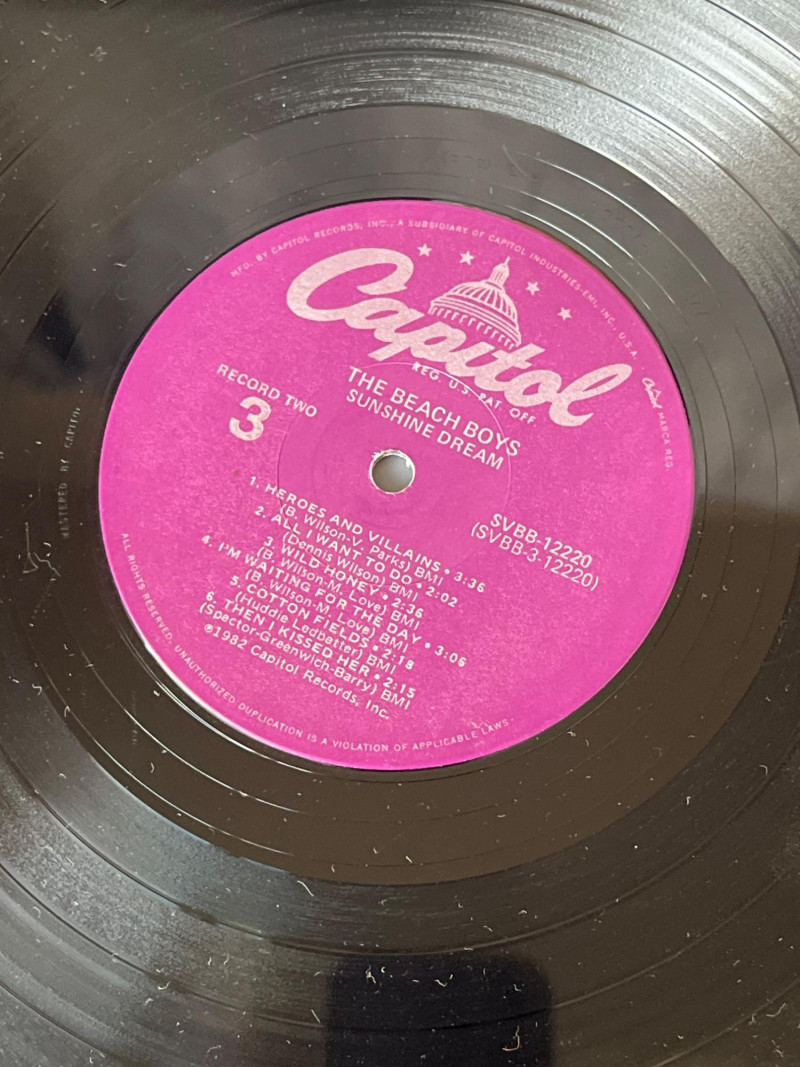 MFG. BY CAPITOL RECORDS, INC., A SUBSIDIARY OF CAPITOL INDUSTRIES-EMI, INC., U.S.A.
Capitol MARCA REG.
Capitol
REG. U.S. PAT. OFF.
THE BEACH BOYS
SUNSHINE DREAM
RECORD TWO
3
SVBB-12220
(SVBB-3-12220)
1. HEROES AND VILLAINS • 3:36
(B. Wilson-V. Parks) BMI
2. ALL I WANT TO DO • 2:02
(Dennis Wilson) BMI
3. WILD HONEY • 2:36
(B. Wilson-M. Love) BMI
4. I'M WAITING FOR THE DAY • 3:06
(B. Wilson-M. Love) BMI
5. COTTON FIELDS • 2:18
(Huddie Ledbetter) BMI
6. THEN I KISSED HER • 2:15
(Spector-Greenwich-Barry) BMI
℗1982 Capitol Records, Inc.
ALL RIGHTS RESERVED. UNAUTHORIZED DUPLICATION IS A VIOLATION OF APPLICABLE LAWS.
MASTERED BY CAPITOL